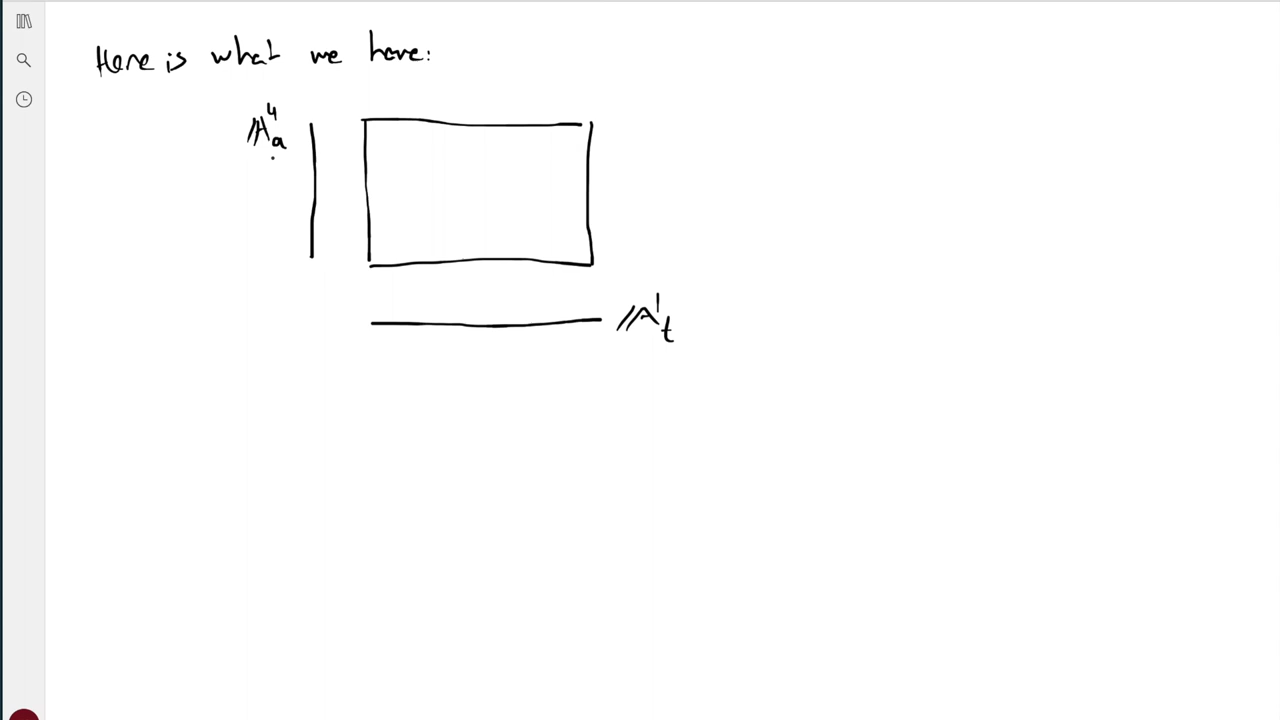 Here is what we have:
𝔸⁴ₐ
𝔸¹ₜ